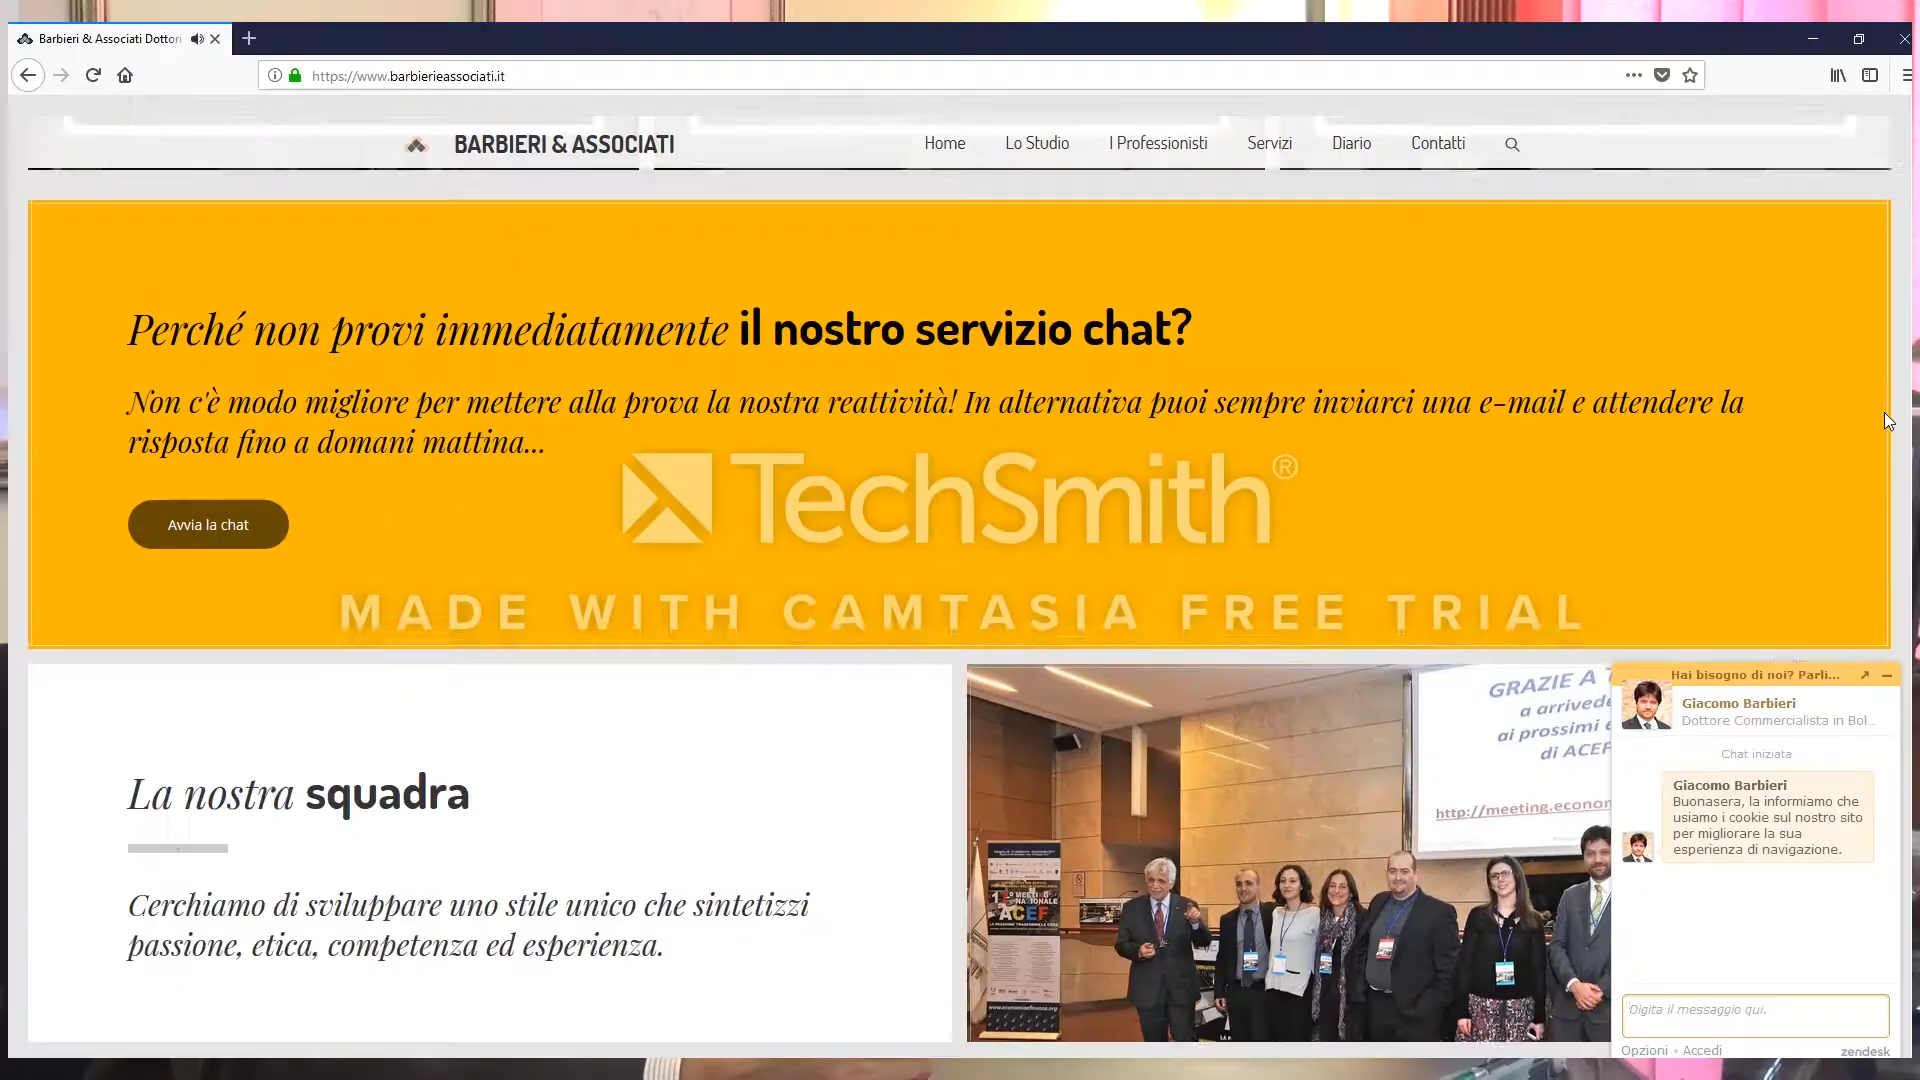 Barbieri & Associati Dottori
https://www.barbierieassociati.it
BARBIERI & ASSOCIATI
Home
Lo Studio
I Professionisti
Servizi
Diario
Contatti
Perché non provi immediatamente il nostro servizio chat?
Non c'è modo migliore per mettere alla prova la nostra reattività! In alternativa puoi sempre inviarci una e-mail e attendere la
risposta fino a domani mattina...
Avvia la chat
TechSmith®
MADE WITH CAMTASIA FREE TRIAL
La nostra squadra
Cerchiamo di sviluppare uno stile unico che sintetizzi
passione, etica, competenza ed esperienza.
GRAZIE A
a arrivede
ai prossimi
di ACEF
http://meeting.econom
ACEF
www.economiaefinanza.org
Hai bisogno di noi? Parli...
Giacomo Barbieri
Dottore Commercialista in Bol...
Chat iniziata
Giacomo Barbieri
Buonasera, la informiamo che
usiamo i cookie sul nostro sito
per migliorare la sua
esperienza di navigazione.
Digita il messaggio qui.
Opzioni • Accedi
zendesk